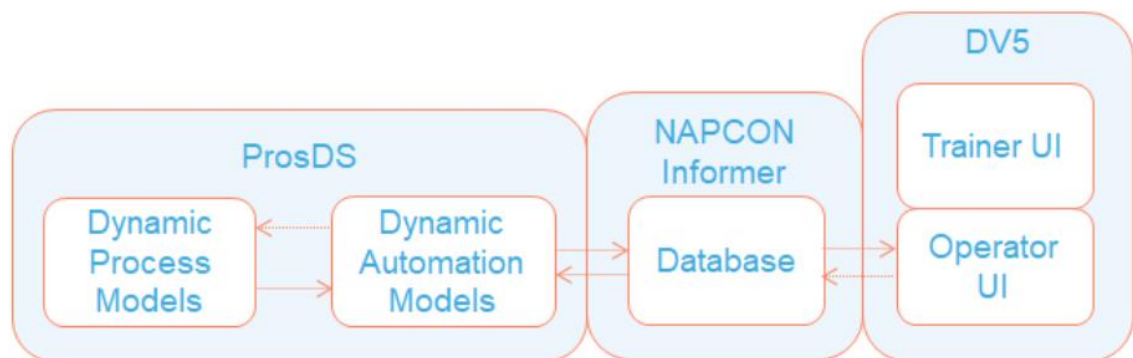 ProsDS
Dynamic
Process
Models
Dynamic
Automation
Models
NAPCON
Informer
Database
DV5
Trainer UI
Operator
UI